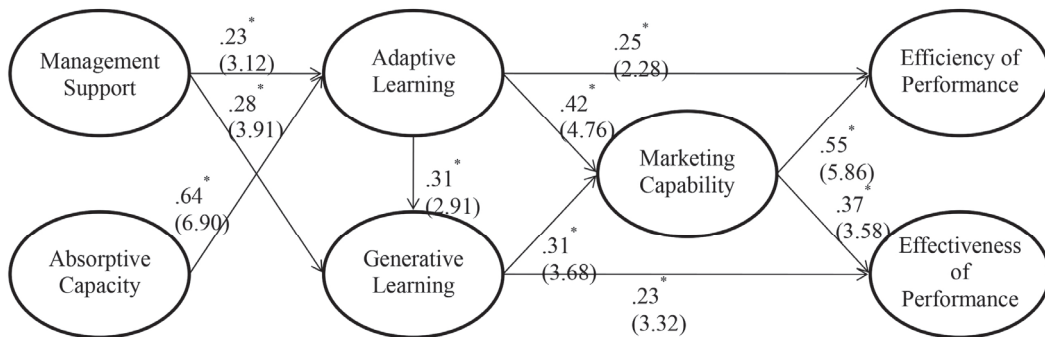 Management
Support
.23*
(3.12)
Adaptive
Learning
.25*
(2.28)
Efficiency of
Performance
.28*
(3.91)
.42*
(4.76)
Marketing
Capability
.55*
(5.86)
.64*
(6.90)
.31*
(2.91)
.37*
(3.58)
Absorptive
Capacity
Generative
Learning
.31*
(3.68)
.23*
(3.32)
Effectiveness
of
Performance